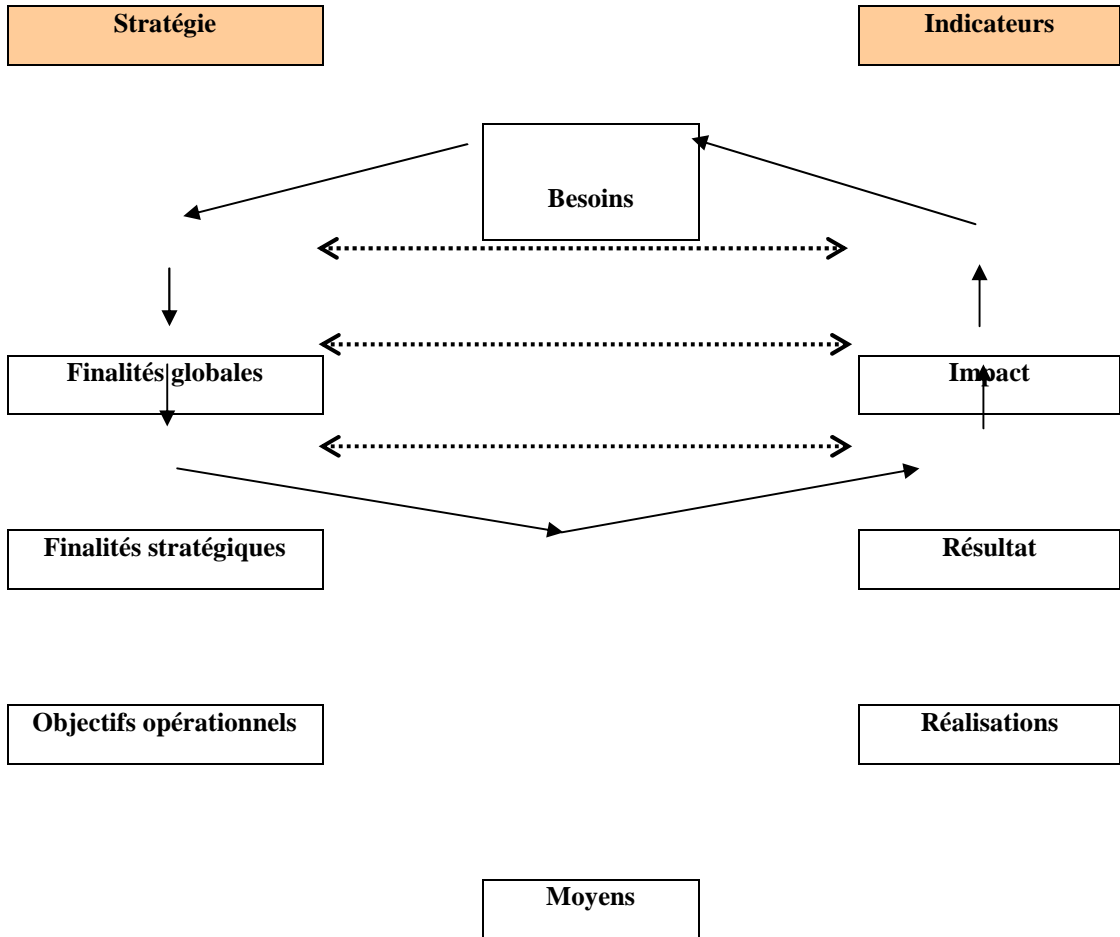 Stratégie
Indicateurs
Besoins
Finalités globales
Impact
Finalités stratégiques
Résultat
Objectifs opérationnels
Réalisations
Moyens